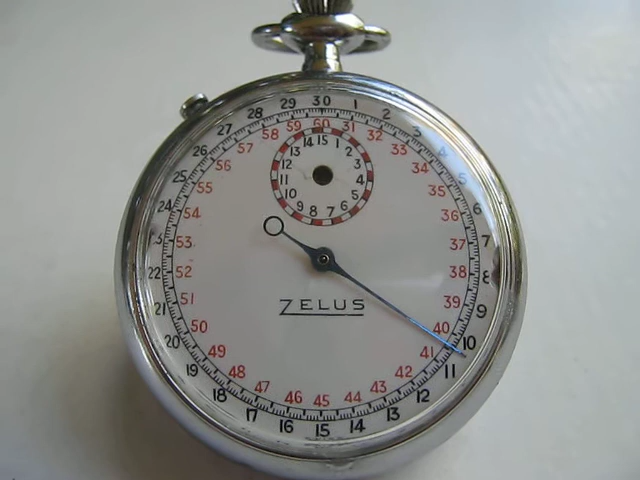 30 1 2 3 4 5 6 7 8 9 10 11 12 13 14 15 16 17 18 19 20 21 22 23 24 25 26 27 28 29
60 31 32 33 34 35 36 37 38 39 40 41 42 43 44 45 46 47 48 49 50 51 52 53 54 55 56 57 58 59
15 1 2 3 4 5 6 7 8 9 10 11 12 13 14
ZELUS